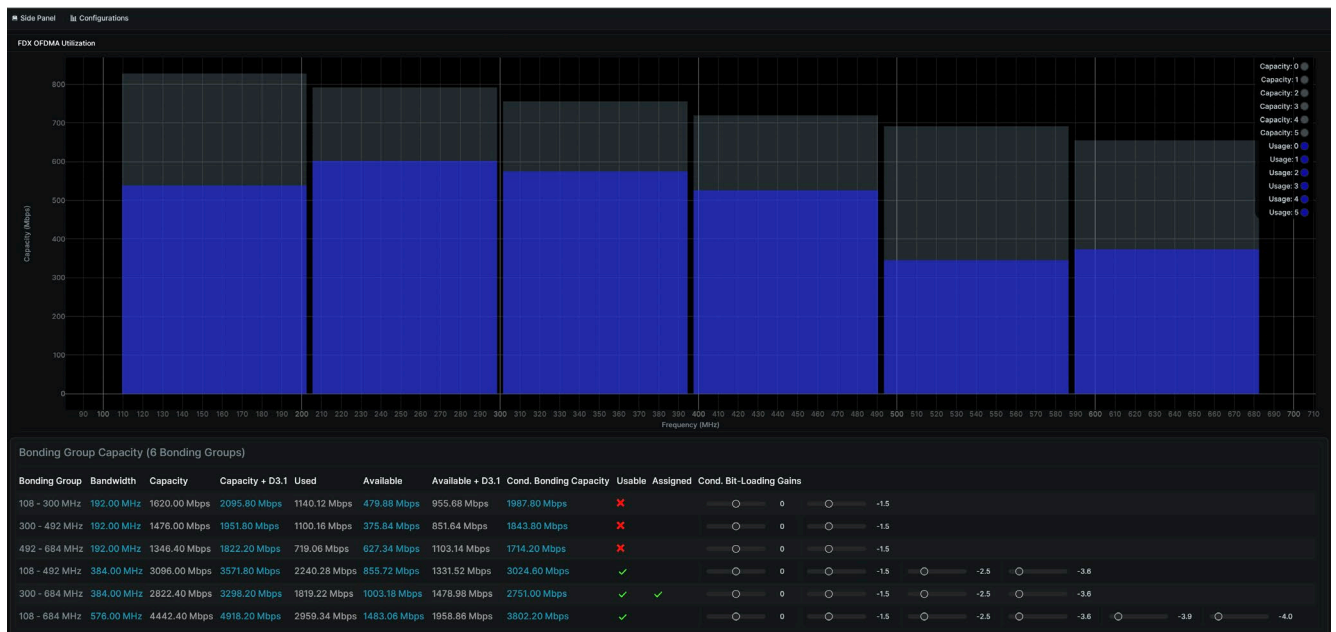 Side Panel Configurations
FDX OFDMA Utilization
Capacity: 0
Capacity: 1
Capacity: 2
Capacity: 3
Capacity: 4
Capacity: 5
Usage: 0
Usage: 1
Usage: 2
Usage: 3
Usage: 4
Usage: 5
800
700
600
500
400
300
200
100
0
Capacity (Mbps)
90 100 110 120 130 140 150 160 170 180 190 200 210 220 230 240 250 260 270 280 290 300 310 320 330 340 350 360 370 380 390 400 410 420 430 440 450 460 470 480 490 500 510 520 530 540 550 560 570 580 590 600 610 620 630 640 650 660 670 680 690 700 710
Frequency (MHz)
Bonding Group Capacity (6 Bonding Groups)
Bonding Group Bandwidth Capacity Capacity + D3.1 Used Available Available + D3.1 Cond. Bonding Capacity Usable Assigned Cond. Bit-Loading Gains
108 - 300 MHz 192.00 MHz 1620.00 Mbps 2095.80 Mbps 1140.12 Mbps 479.88 Mbps 955.68 Mbps 1987.80 Mbps 0 -1.5
300 - 492 MHz 192.00 MHz 1476.00 Mbps 1951.80 Mbps 1100.16 Mbps 375.84 Mbps 851.64 Mbps 1843.80 Mbps 0 -1.5
492 - 684 MHz 192.00 MHz 1346.40 Mbps 1822.20 Mbps 719.06 Mbps 627.34 Mbps 1103.14 Mbps 1714.20 Mbps 0 -1.5
108 - 492 MHz 384.00 MHz 3096.00 Mbps 3571.80 Mbps 2240.28 Mbps 855.72 Mbps 1331.52 Mbps 3024.60 Mbps 0 -1.5 -2.5 -3.6
300 - 684 MHz 384.00 MHz 2822.40 Mbps 3298.20 Mbps 1819.22 Mbps 1003.18 Mbps 1478.98 Mbps 2751.00 Mbps 0 -1.5 -2.5 -3.6
108 - 684 MHz 576.00 MHz 4442.40 Mbps 4918.20 Mbps 2959.34 Mbps 1483.06 Mbps 1958.86 Mbps 3802.20 Mbps 0 -1.5 -2.5 -3.6 -3.9 -4.0